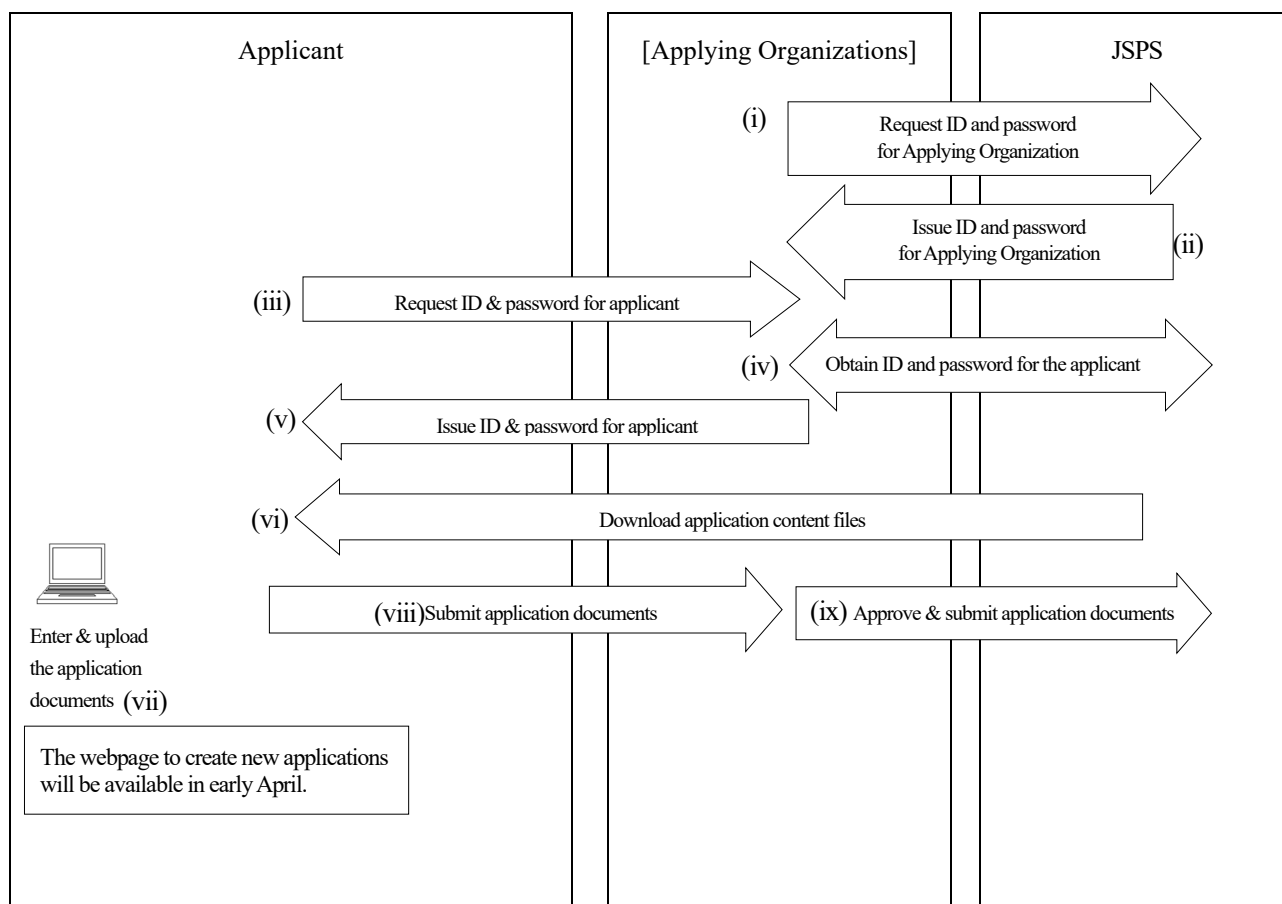 Applicant
[Applying Organizations]
JSPS
(i)
Request ID and password
for Applying Organization
Issue ID and password
for Applying Organization
(ii)
(iii)
Request ID & password for applicant
(iv)
Obtain ID and password for the applicant
(v)
Issue ID & password for applicant
(vi)
Download application content files
(viii) Submit application documents
(ix) Approve & submit application documents
Enter & upload
the application
documents (vii)
The webpage to create new applications
will be available in early April.